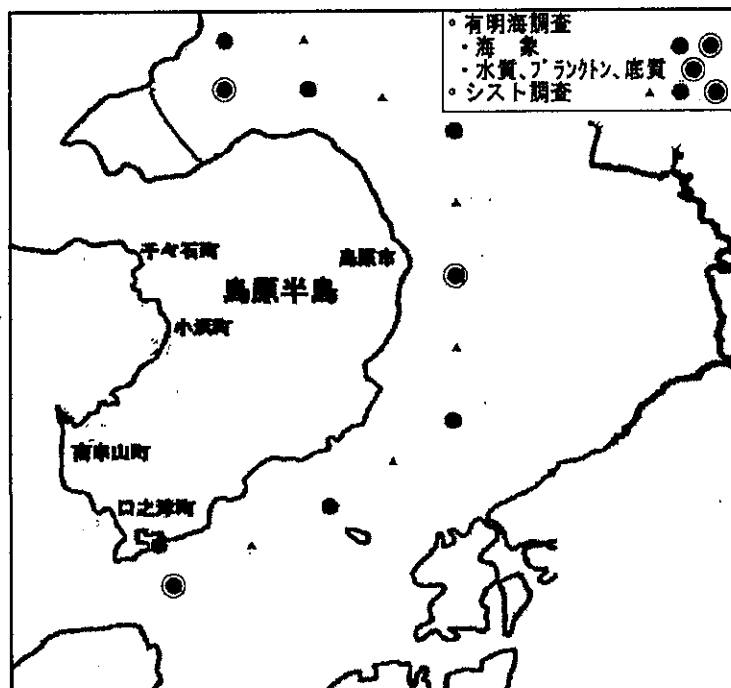 。有明海調査
・海 象
・水質、プランクトン、底質
。シスト調査
千々石町
島原市
島原半島
小浜町
南串山町
口之津町